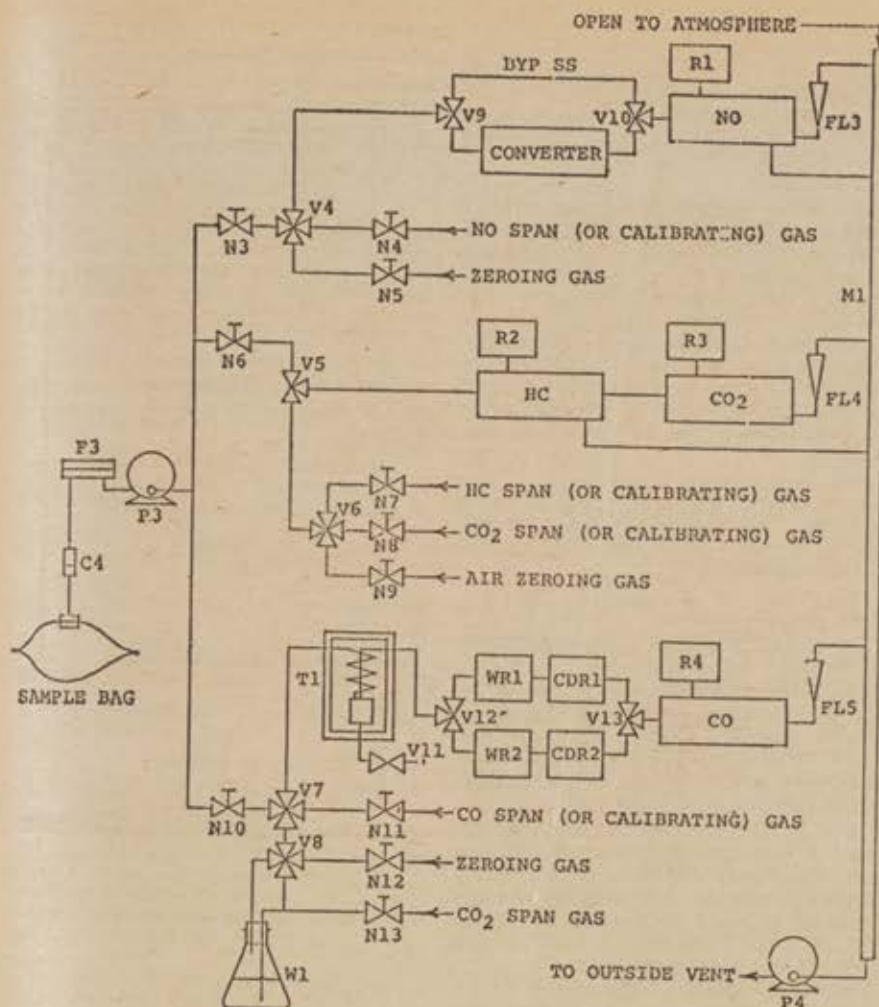 OPEN TO ATMOSPHERE
BYP SS
R1
V9
V10
NO
FL3
CONVERTER
V4
N3
N4
NO SPAN (OR CALIBRATING) GAS
N5
ZEROING GAS
M1
N6
V5
R2
R3
HC
CO2
FL4
F3
P3
N7
HC SPAN (OR CALIBRATING) GAS
V6
N8
CO2 SPAN (OR CALIBRATING) GAS
C4
N9
AIR ZEROING GAS
SAMPLE BAG
T1
WR1
CDR1
R4
V12
V13
CO
FL5
V11
WR2
CDR2
V7
N10
N11
CO SPAN (OR CALIBRATING) GAS
V8
N12
ZEROING GAS
N13
CO2 SPAN GAS
W1
TO OUTSIDE VENT
P4